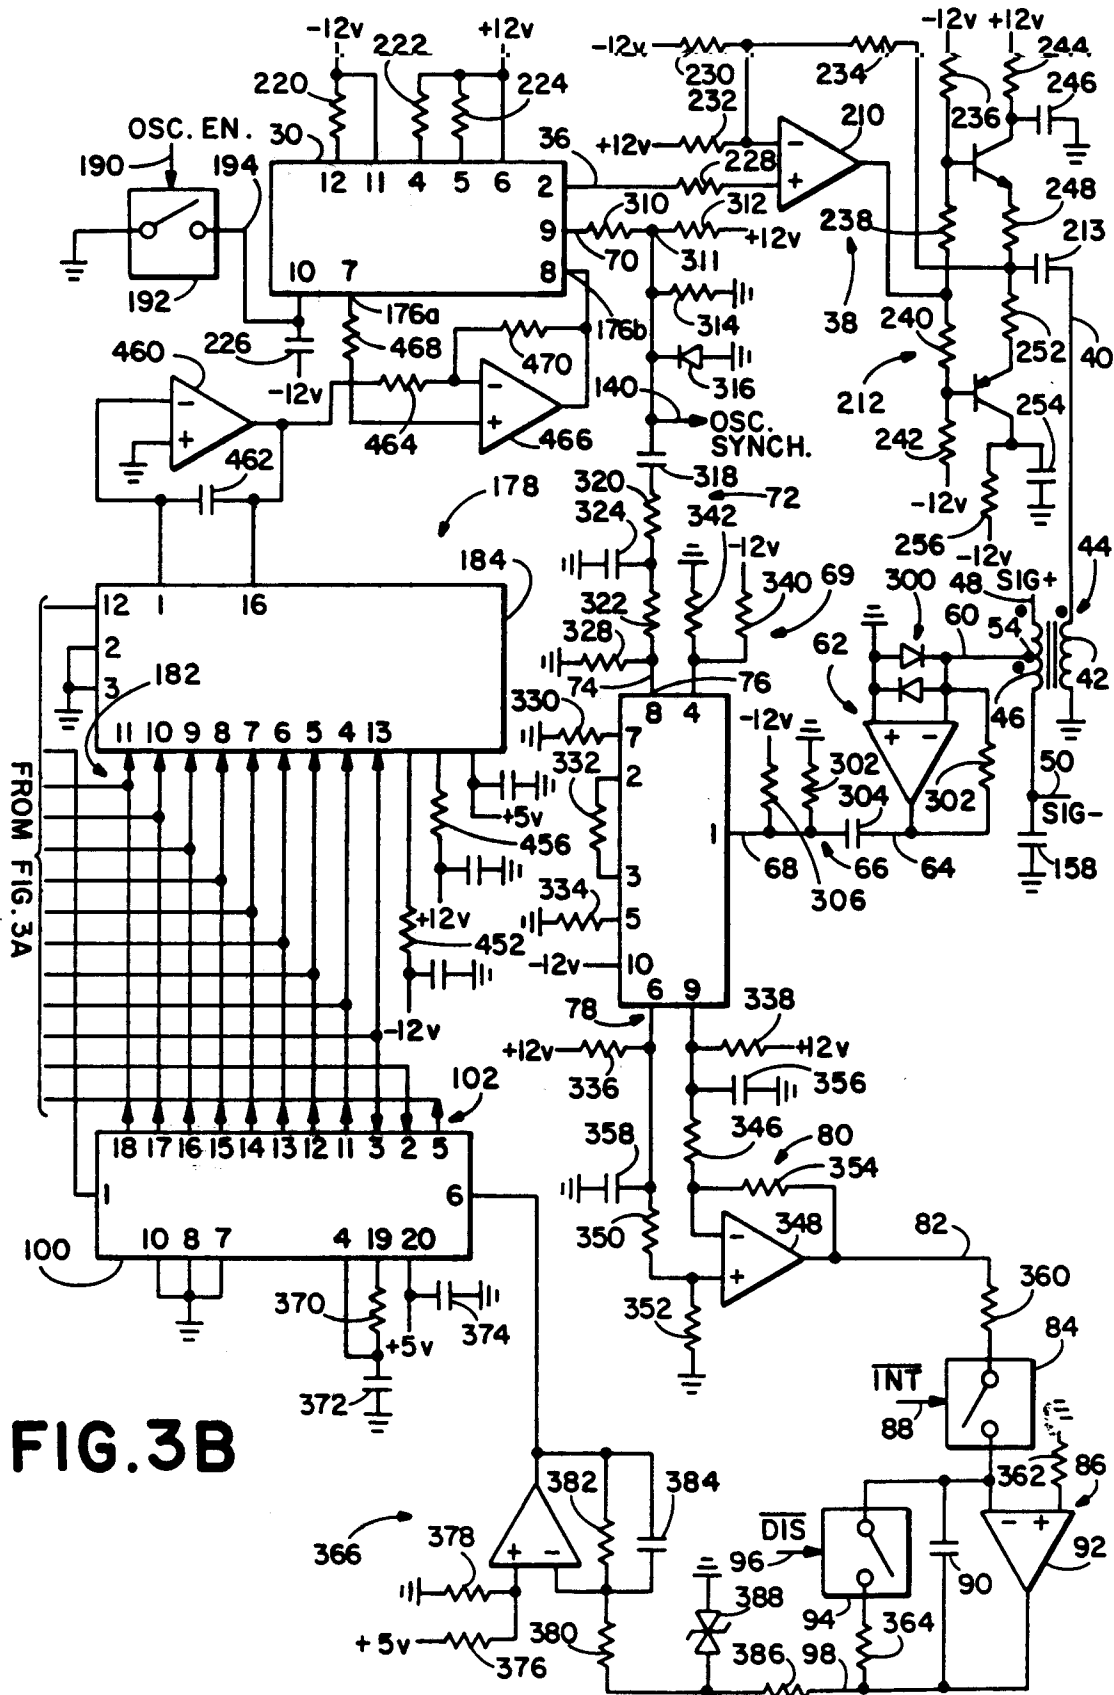 -12v 222 +12v -12v 230 234 -12v +12v 244
220 224 232 236 246
OSC. EN. 30 36 +12v 210
190 194 12 11 4 5 6 2 228 248
310 312 238 213
9 +12v
10 7 8 70 311
192 176a 176b 314 38 240 252 40
226 468 470
460 -12v 316 212
- + 462 464 466 140 OSC. SYNCH. 242 254
178 318
320 72 -12v
324 342 256 -12v 44
184 -12v 300 48 SIG+
12 1 16 322 340 69 60 54
2 328 62 42
3 182 74 76 46
330 8 4 -12v + -
11 10 9 8 7 6 5 4 13 7 302 302 50
332 2 304 SIG-
+5v 1
456 3 68 66 64 158
334 306
+12v 5
452 -12v 10
6 9 338
-12v 78
+12v 336 +12v
102 356
358 346 80
18 17 16 15 14 13 12 11 3 2 5 354
1 6
350 - + 348 82
10 8 7 4 19 20
100 370 374 352 360
+5v 84
372 INT
88
FROM FIG. 3A
FIG. 3B
382 384 362 86
DIS - +
366 378 + - 96 92
388 90
94
+5v 380 364
376 386 98